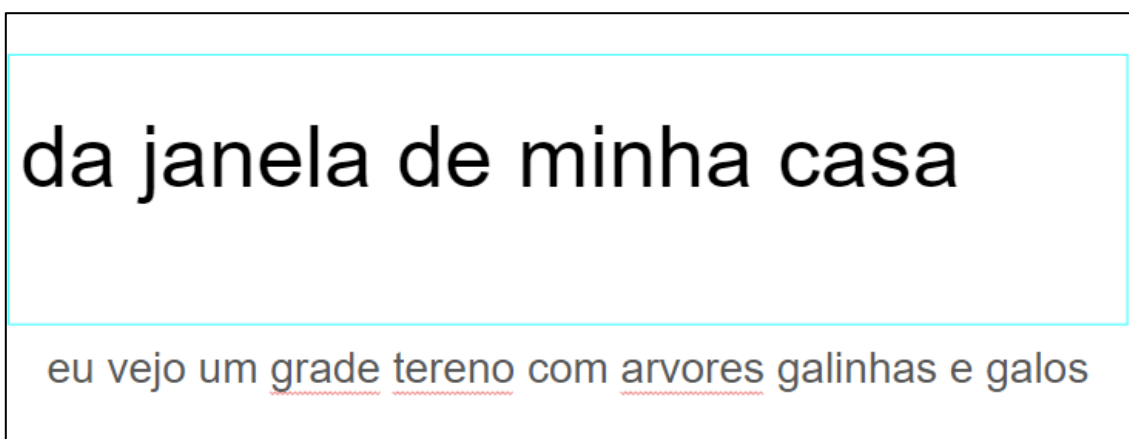 da janela de minha casa
eu vejo um grade tereno com arvores galinhas e galos